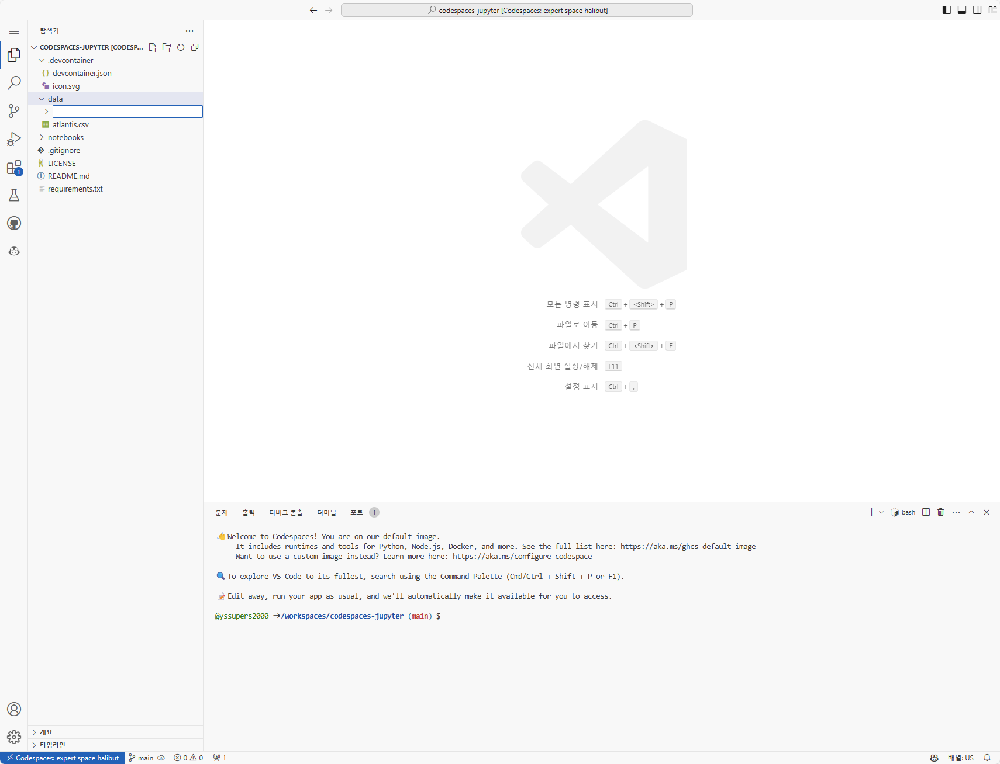 codespaces-jupyter [Codespaces: expert space halibut]
탐색기
CODESPACES-JUPYTER [CODESP...
.devcontainer
devcontainer.json
icon.svg
data
atlantis.csv
notebooks
.gitignore
LICENSE
README.md
requirements.txt
1
모든 명령 표시 Ctrl + <Shift> + P
파일로 이동 Ctrl + P
파일에서 찾기 Ctrl + <Shift> + F
전체 화면 설정/해제 F11
설정 표시 Ctrl + ,
문제 출력 디버그 콘솔 터미널 포트 1
bash
👋 Welcome to Codespaces! You are on our default image.
- It includes runtimes and tools for Python, Node.js, Docker, and more. See the full list here: https://aka.ms/ghcs-default-image
- Want to use a custom image instead? Learn more here: https://aka.ms/configure-codespace
🔍 To explore VS Code to its fullest, search using the Command Palette (Cmd/Ctrl + Shift + P or F1).
📝 Edit away, run your app as usual, and we'll automatically make it available for you to access.
@yssupers2000 ➜/workspaces/codespaces-jupyter (main) $
개요
타임라인
Codespaces: expert space halibut main 0 0 1 배열: US